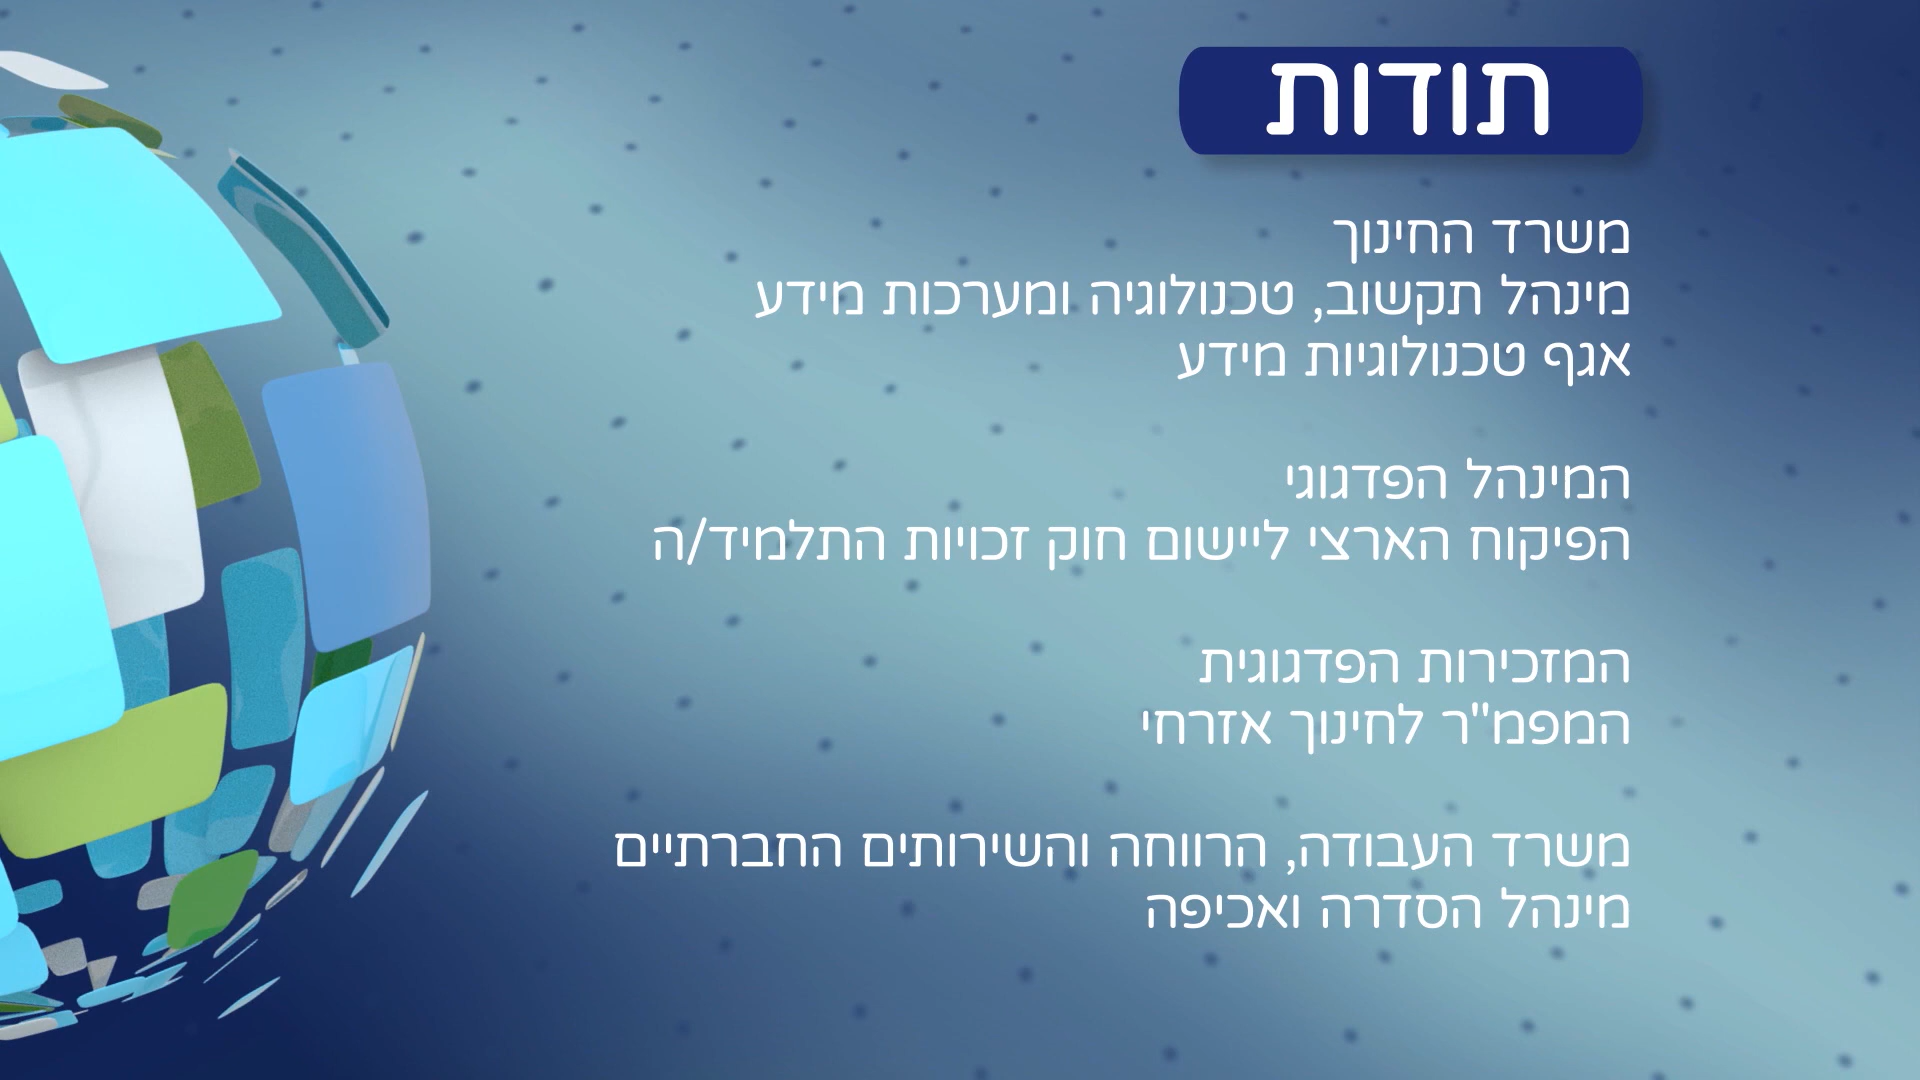 תודות
משרד החינוך
מינהל תקשוב, טכנולוגיה ומערכות מידע
אגף טכנולוגיות מידע
המינהל הפדגוגי
הפיקוח הארצי ליישום חוק זכויות התלמיד/ה
המזכירות הפדגוגית
המפמ"ר לחינוך אזרחי
משרד העבודה, הרווחה והשירותים החברתיים
מינהל הסדרה ואכיפה